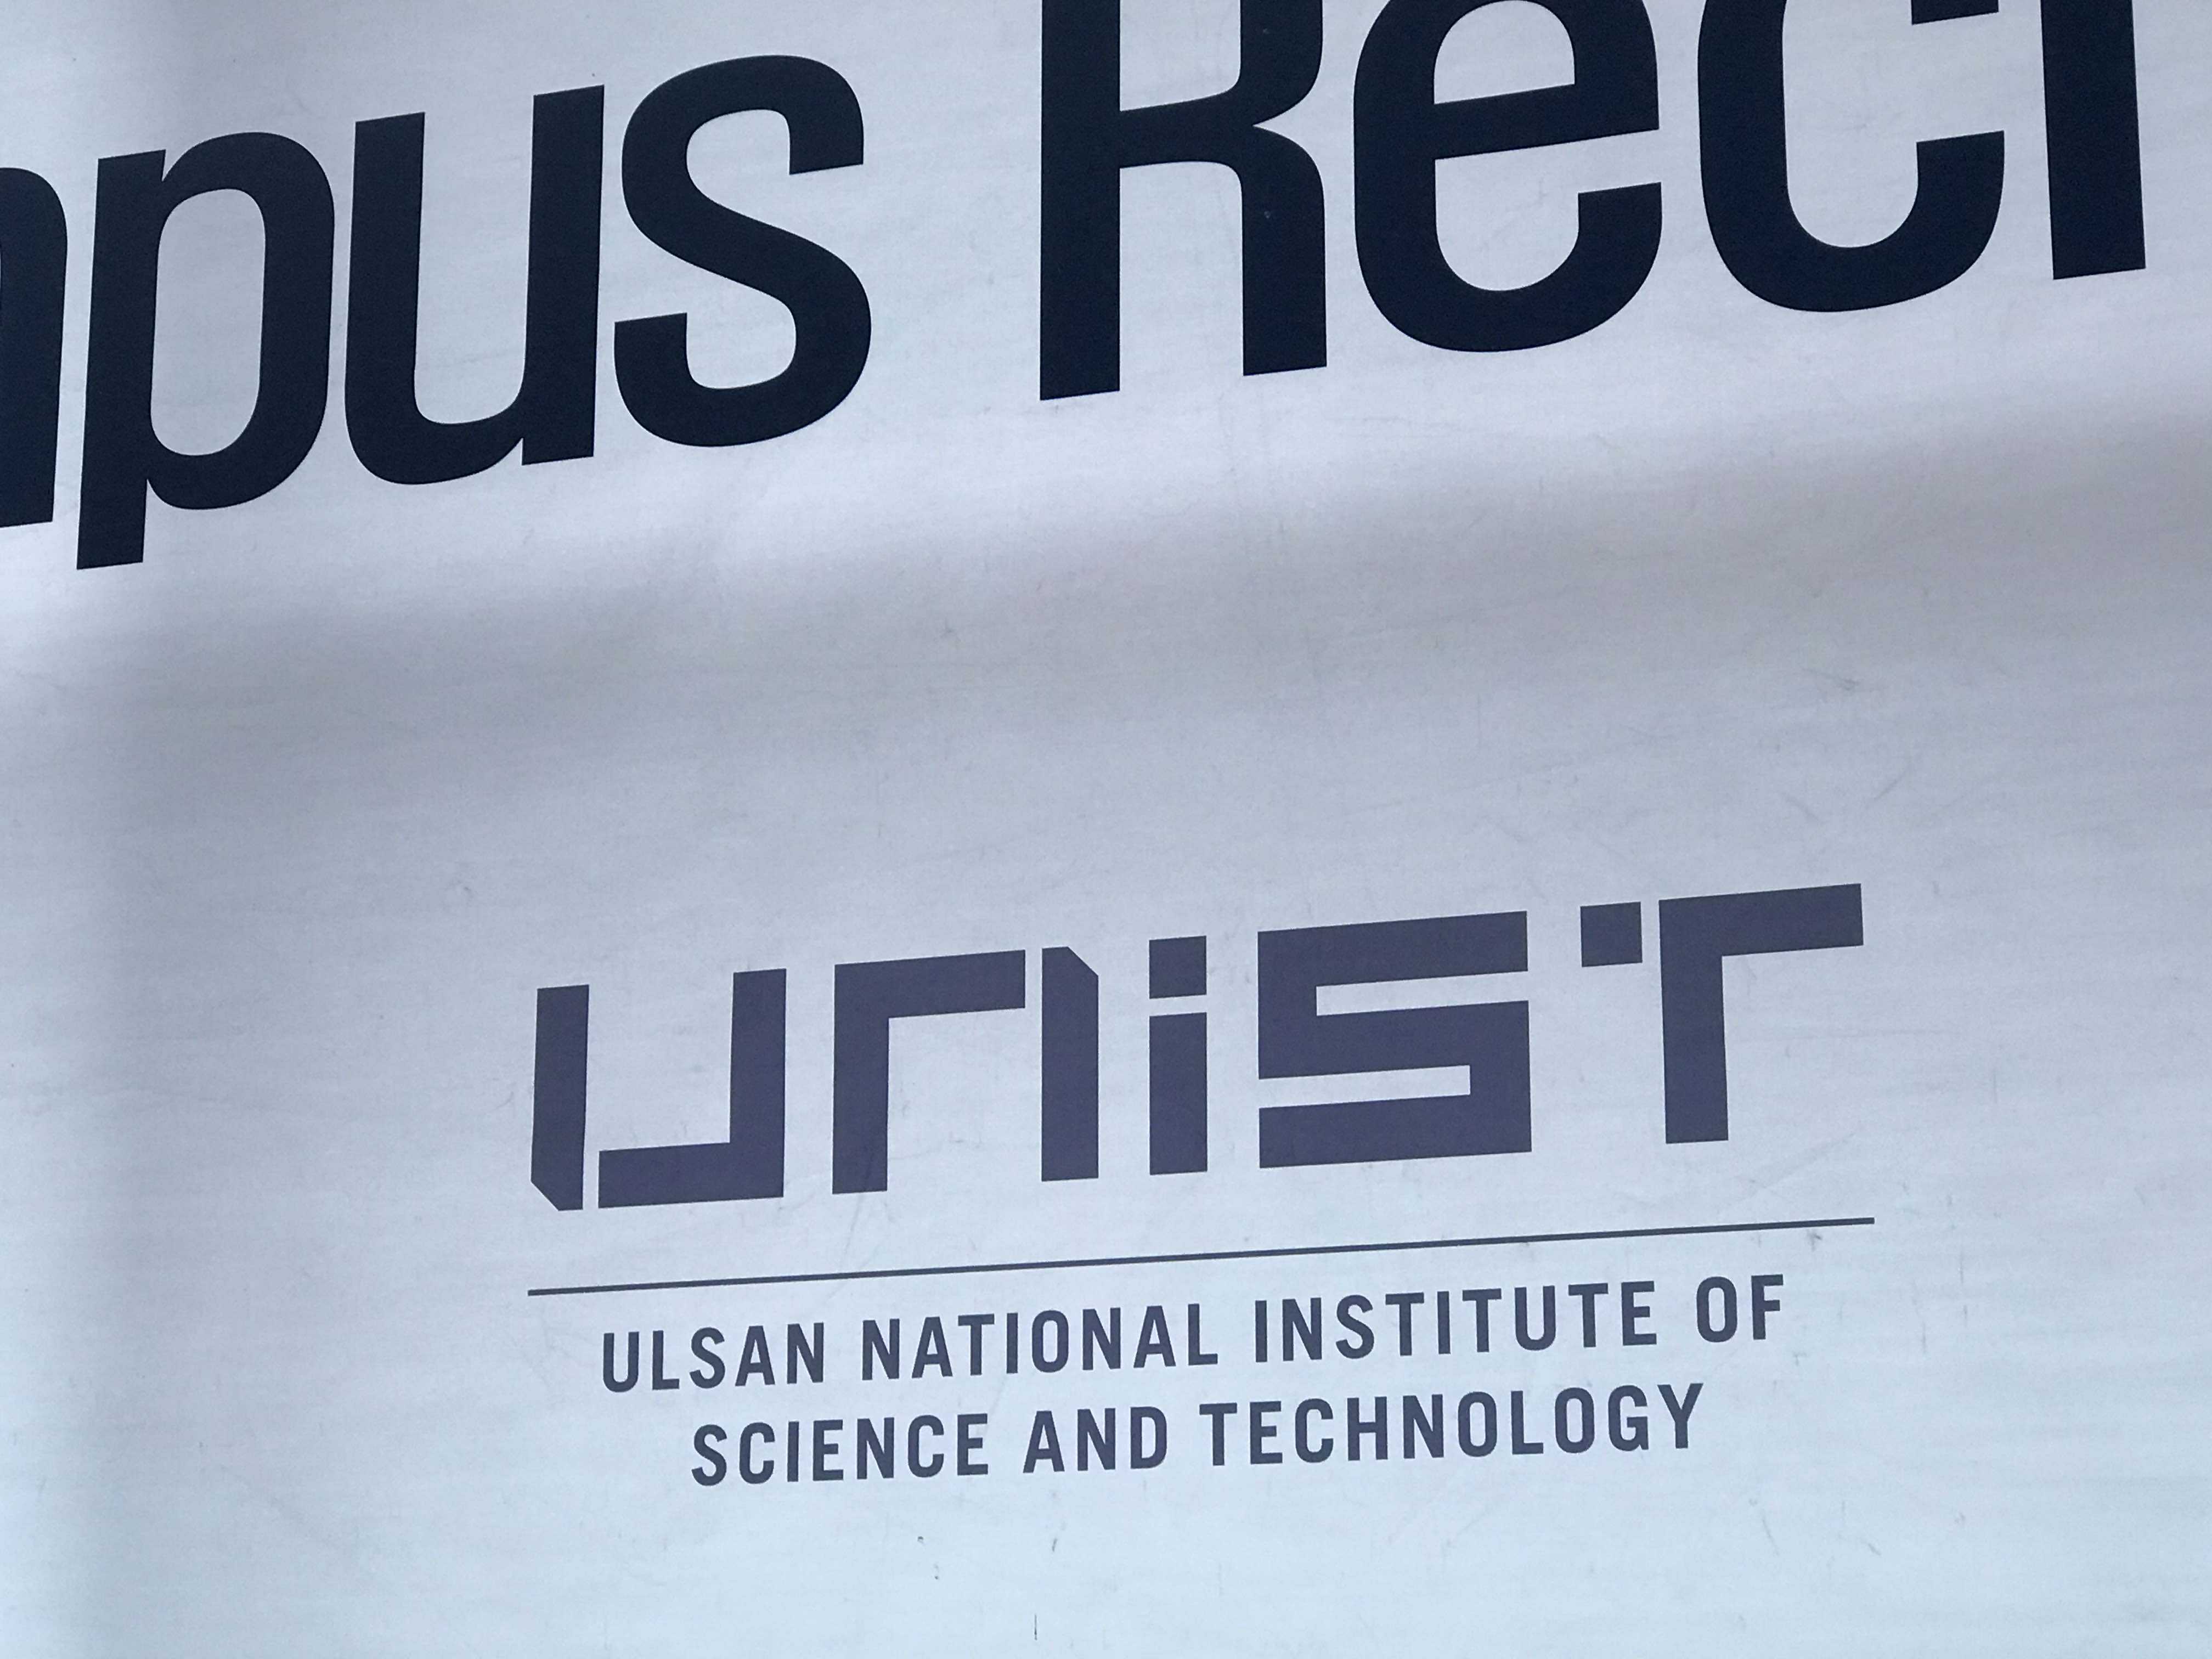 pus Rec
UNIST
ULSAN NATIONAL INSTITUTE OF
SCIENCE AND TECHNOLOGY